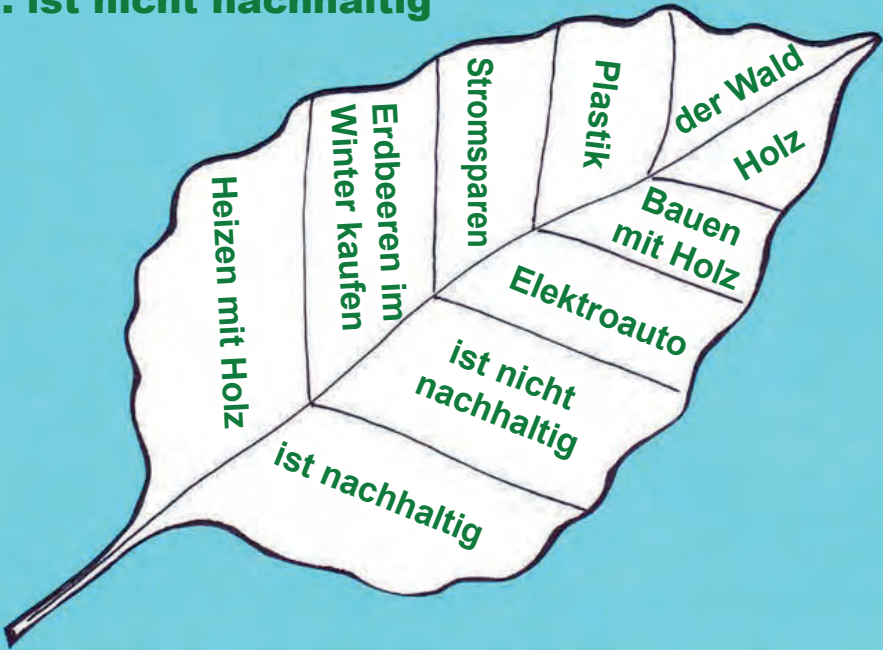 . ist nicht nachhaltig
Heizen mit Holz
Erdbeeren im
Winter kaufen
Stromsparen
Plastik
der Wald
Holz
Bauen
mit Holz
Elektroauto
ist nicht
nachhaltig
ist nachhaltig